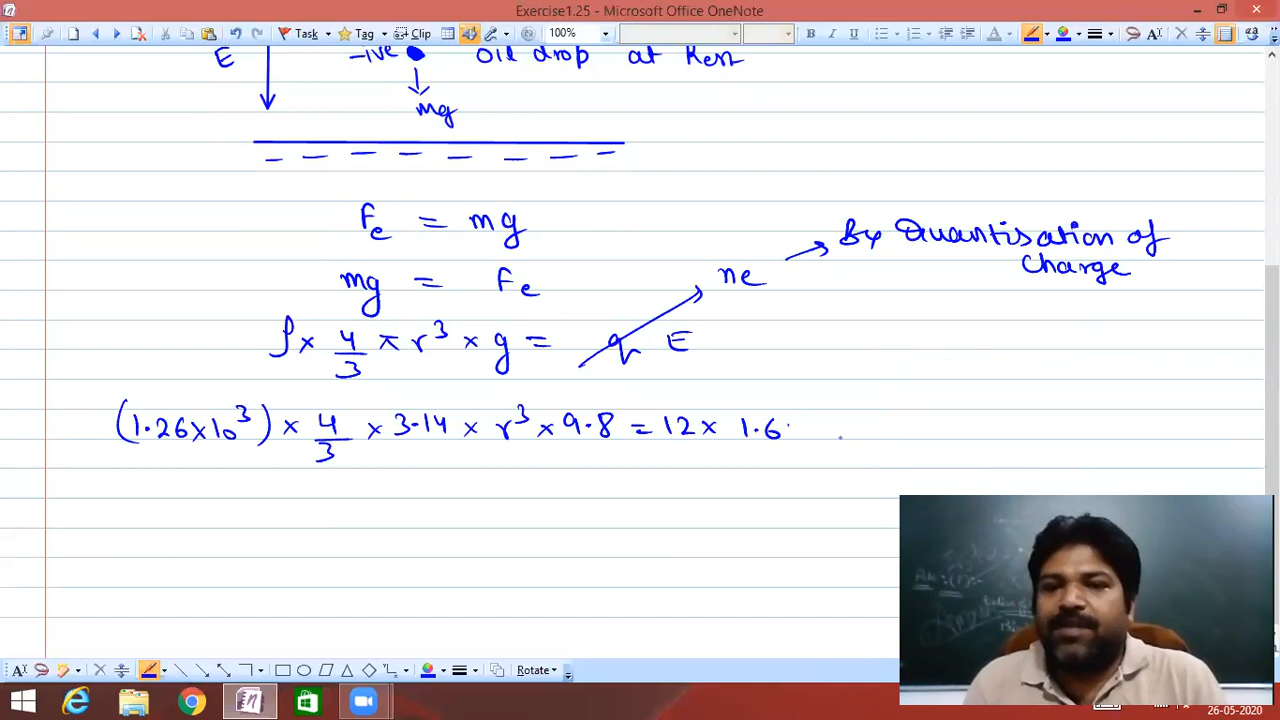 Exercise1.25 - Microsoft Office OneNote
Task Tag Clip 100% B I U A
E -ive oil drop at Rest
mg
Fe = mg
By Quantisation of
Charge
mg = Fe
ne
ρ × 4/3 π r³ × g = q E
(1.26×10³) × 4/3 × 3.14 × r³ × 9.8 = 12 × 1.6
Rotate
26-05-2020